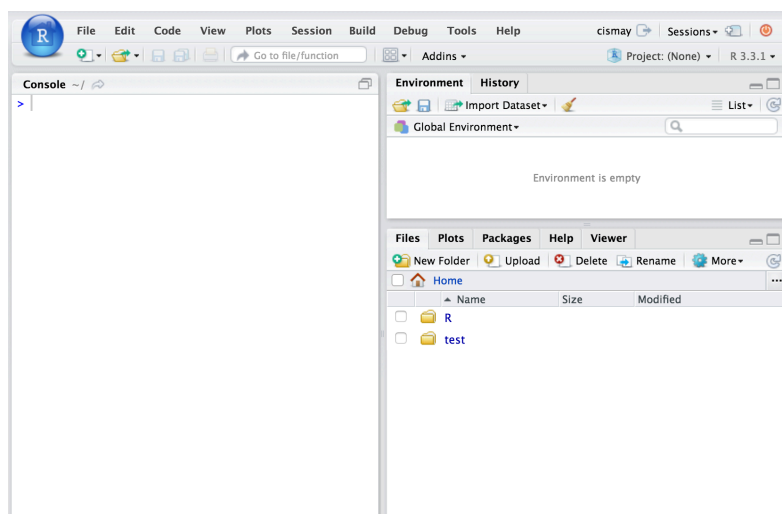 R File Edit Code View Plots Session Build Debug Tools Help cismay Sessions
Go to file/function Addins Project: (None) R 3.3.1
Console ~/
>
Environment History
Import Dataset List
Global Environment
Environment is empty
Files Plots Packages Help Viewer
New Folder Upload Delete Rename More
Home ...
Name Size Modified
R
test